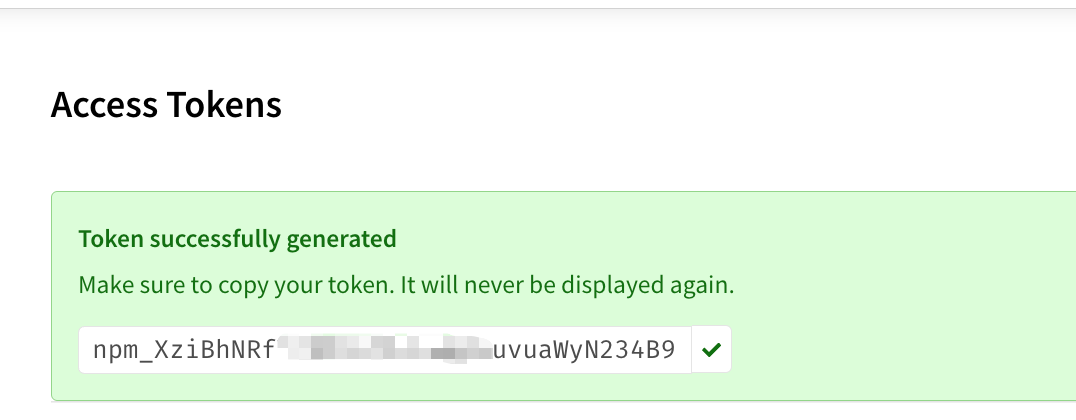 Access Tokens
Token successfully generated
Make sure to copy your token. It will never be displayed again.
npm_XziBhNRf uvuaWyN234B9